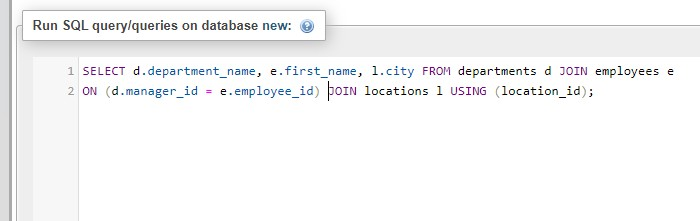 Run SQL query/queries on database new:
1 SELECT d.department_name, e.first_name, l.city FROM departments d JOIN employees e
2 ON (d.manager_id = e.employee_id) JOIN locations l USING (location_id);